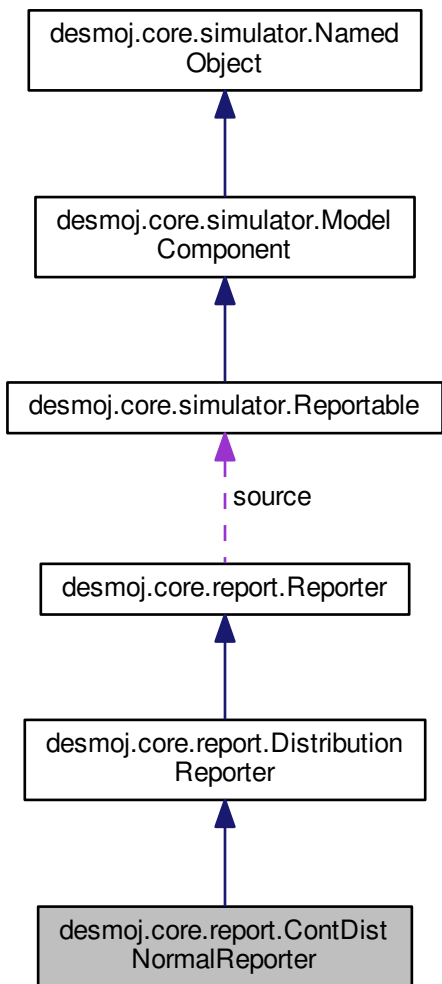 desmoj.core.simulator.Named
Object
desmoj.core.simulator.Model
Component
desmoj.core.simulator.Reportable
source
desmoj.core.report.Reporter
desmoj.core.report.Distribution
Reporter
desmoj.core.report.ContDist
NormalReporter